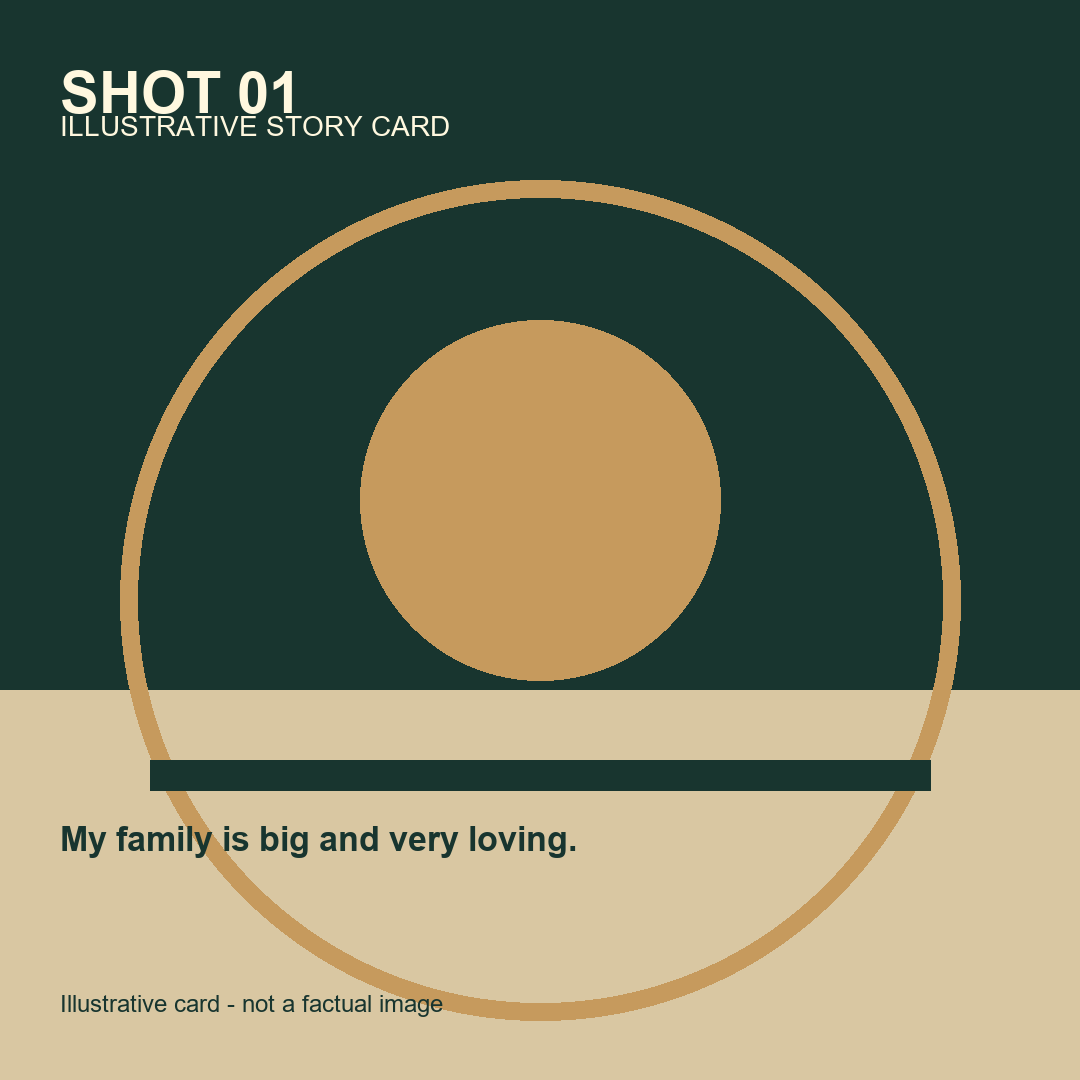 SHOT 01
ILLUSTRATIVE STORY CARD
My family is big and very loving.
Illustrative card - not a factual image